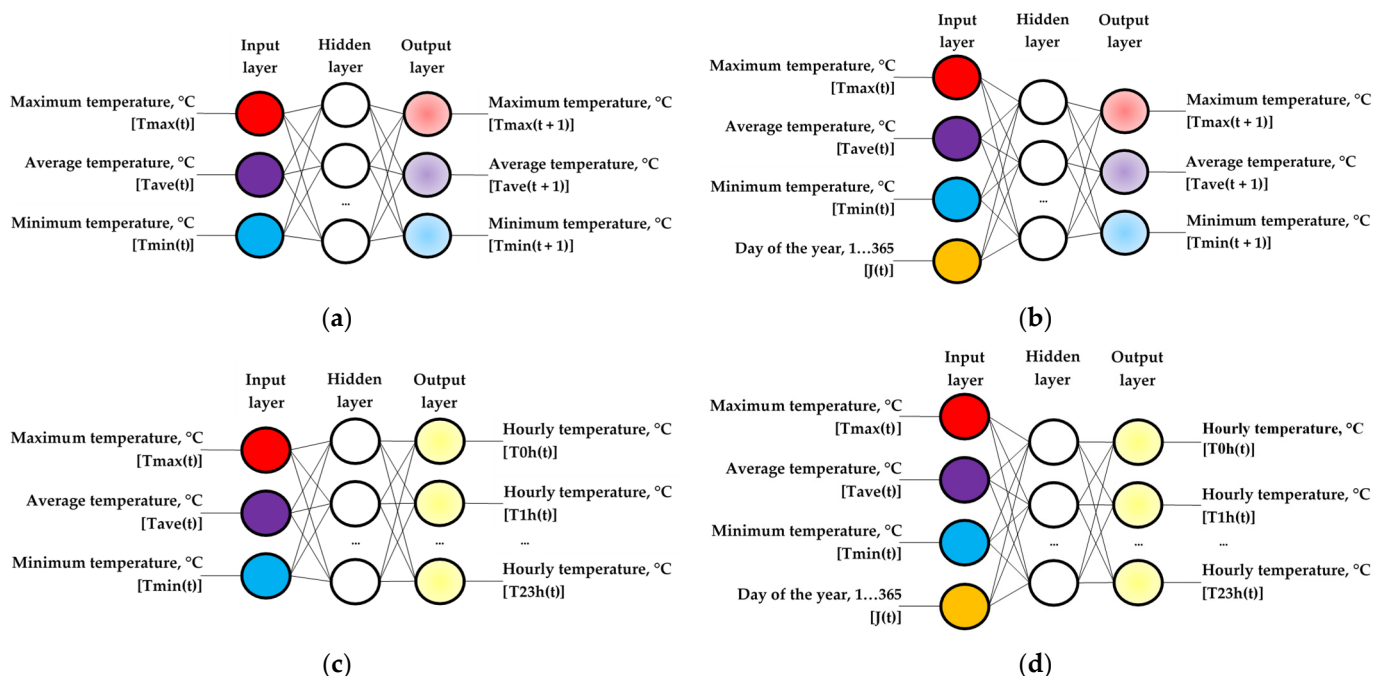 Input
layer
Hidden
layer
Output
layer
Maximum temperature, °C
[Tmax(t)]
Average temperature, °C
[Tave(t)]
Minimum temperature, °C
[Tmin(t)]
...
Maximum temperature, °C
[Tmax(t + 1)]
Average temperature, °C
[Tave(t + 1)]
Minimum temperature, °C
[Tmin(t + 1)]
(a)
Input
layer
Hidden
layer
Output
layer
Maximum temperature, °C
[Tmax(t)]
Average temperature, °C
[Tave(t)]
Minimum temperature, °C
[Tmin(t)]
Day of the year, 1...365
[J(t)]
...
Maximum temperature, °C
[Tmax(t + 1)]
Average temperature, °C
[Tave(t + 1)]
Minimum temperature, °C
[Tmin(t + 1)]
(b)
Input
layer
Hidden
layer
Output
layer
Maximum temperature, °C
[Tmax(t)]
Average temperature, °C
[Tave(t)]
Minimum temperature, °C
[Tmin(t)]
Hourly temperature, °C
[T0h(t)]
Hourly temperature, °C
[T1h(t)]
... ... ...
Hourly temperature, °C
[T23h(t)]
(c)
Input
layer
Hidden
layer
Output
layer
Maximum temperature, °C
[Tmax(t)]
Average temperature, °C
[Tave(t)]
Minimum temperature, °C
[Tmin(t)]
Day of the year, 1...365
[J(t)]
Hourly temperature, °C
[T0h(t)]
Hourly temperature, °C
[T1h(t)]
... ... ...
Hourly temperature, °C
[T23h(t)]
(d)